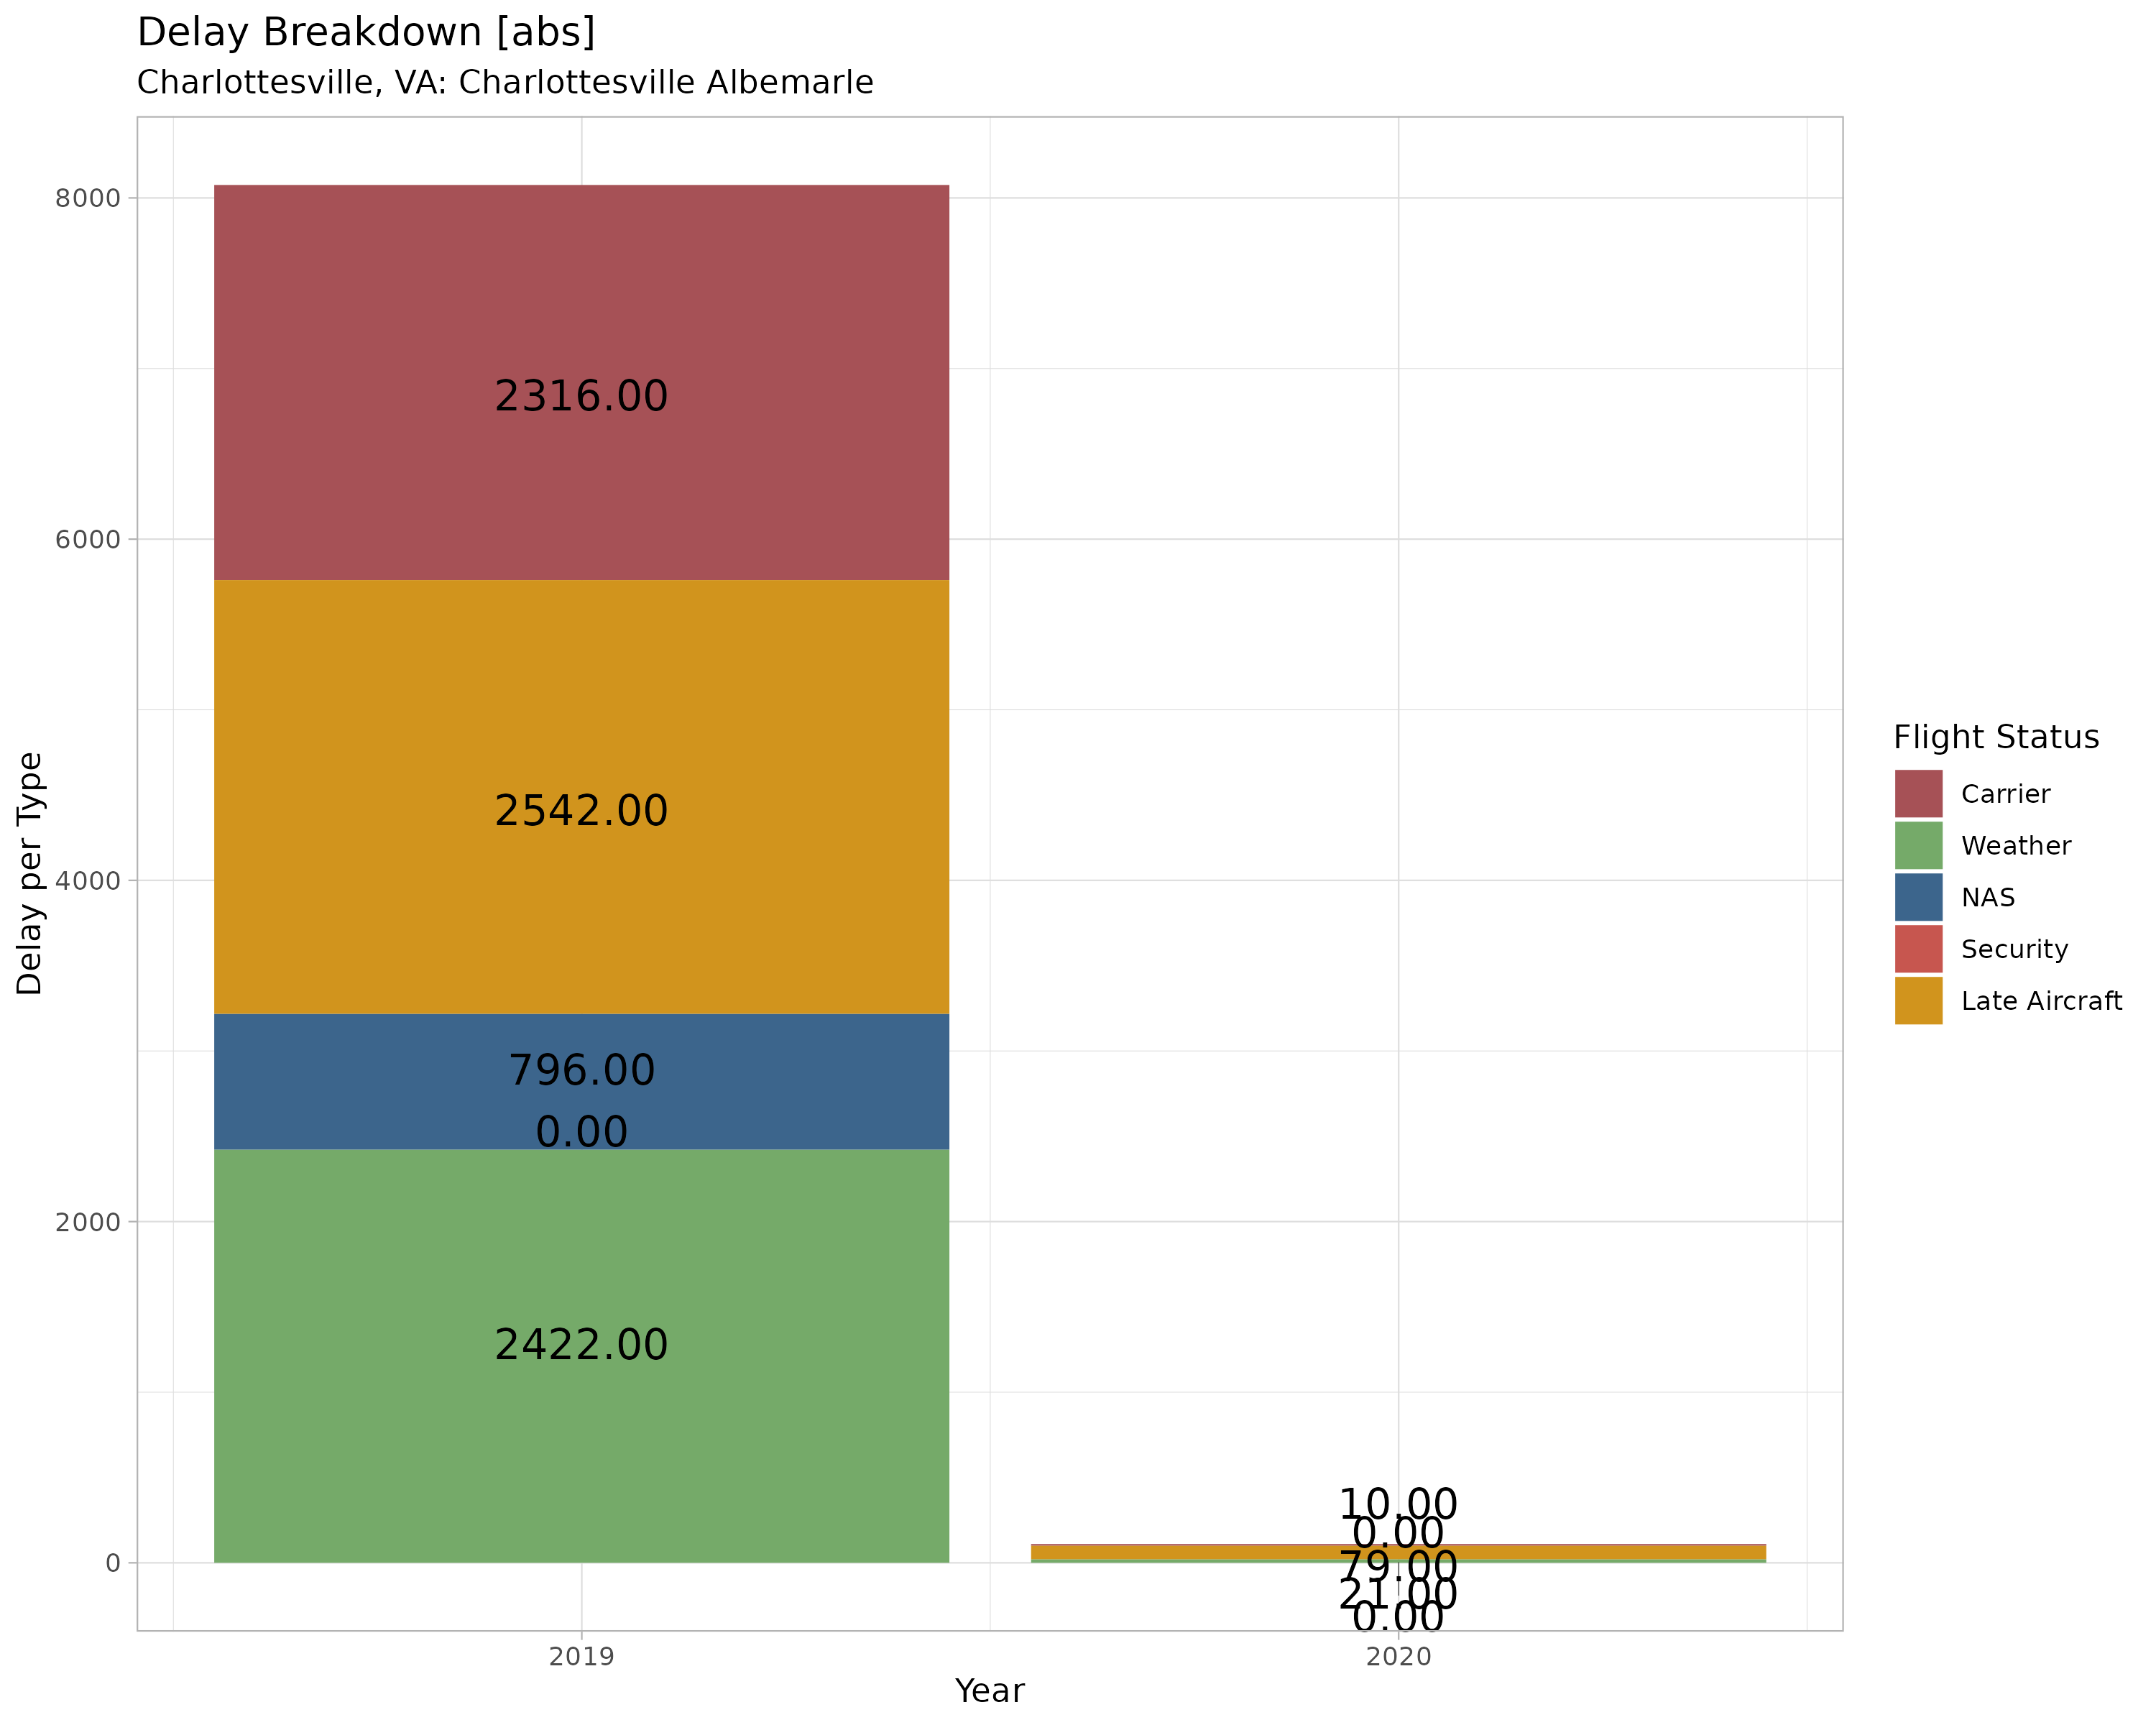 Delay Breakdown [abs]
Charlottesville, VA: Charlottesville Albemarle
Delay per Type
8000
6000
4000
2000
0
2316.00
2542.00
796.00
0.00
2422.00
10.00
0.00
79.00
21.00
0.00
2019
2020
Year
Flight Status
Carrier
Weather
NAS
Security
Late Aircraft